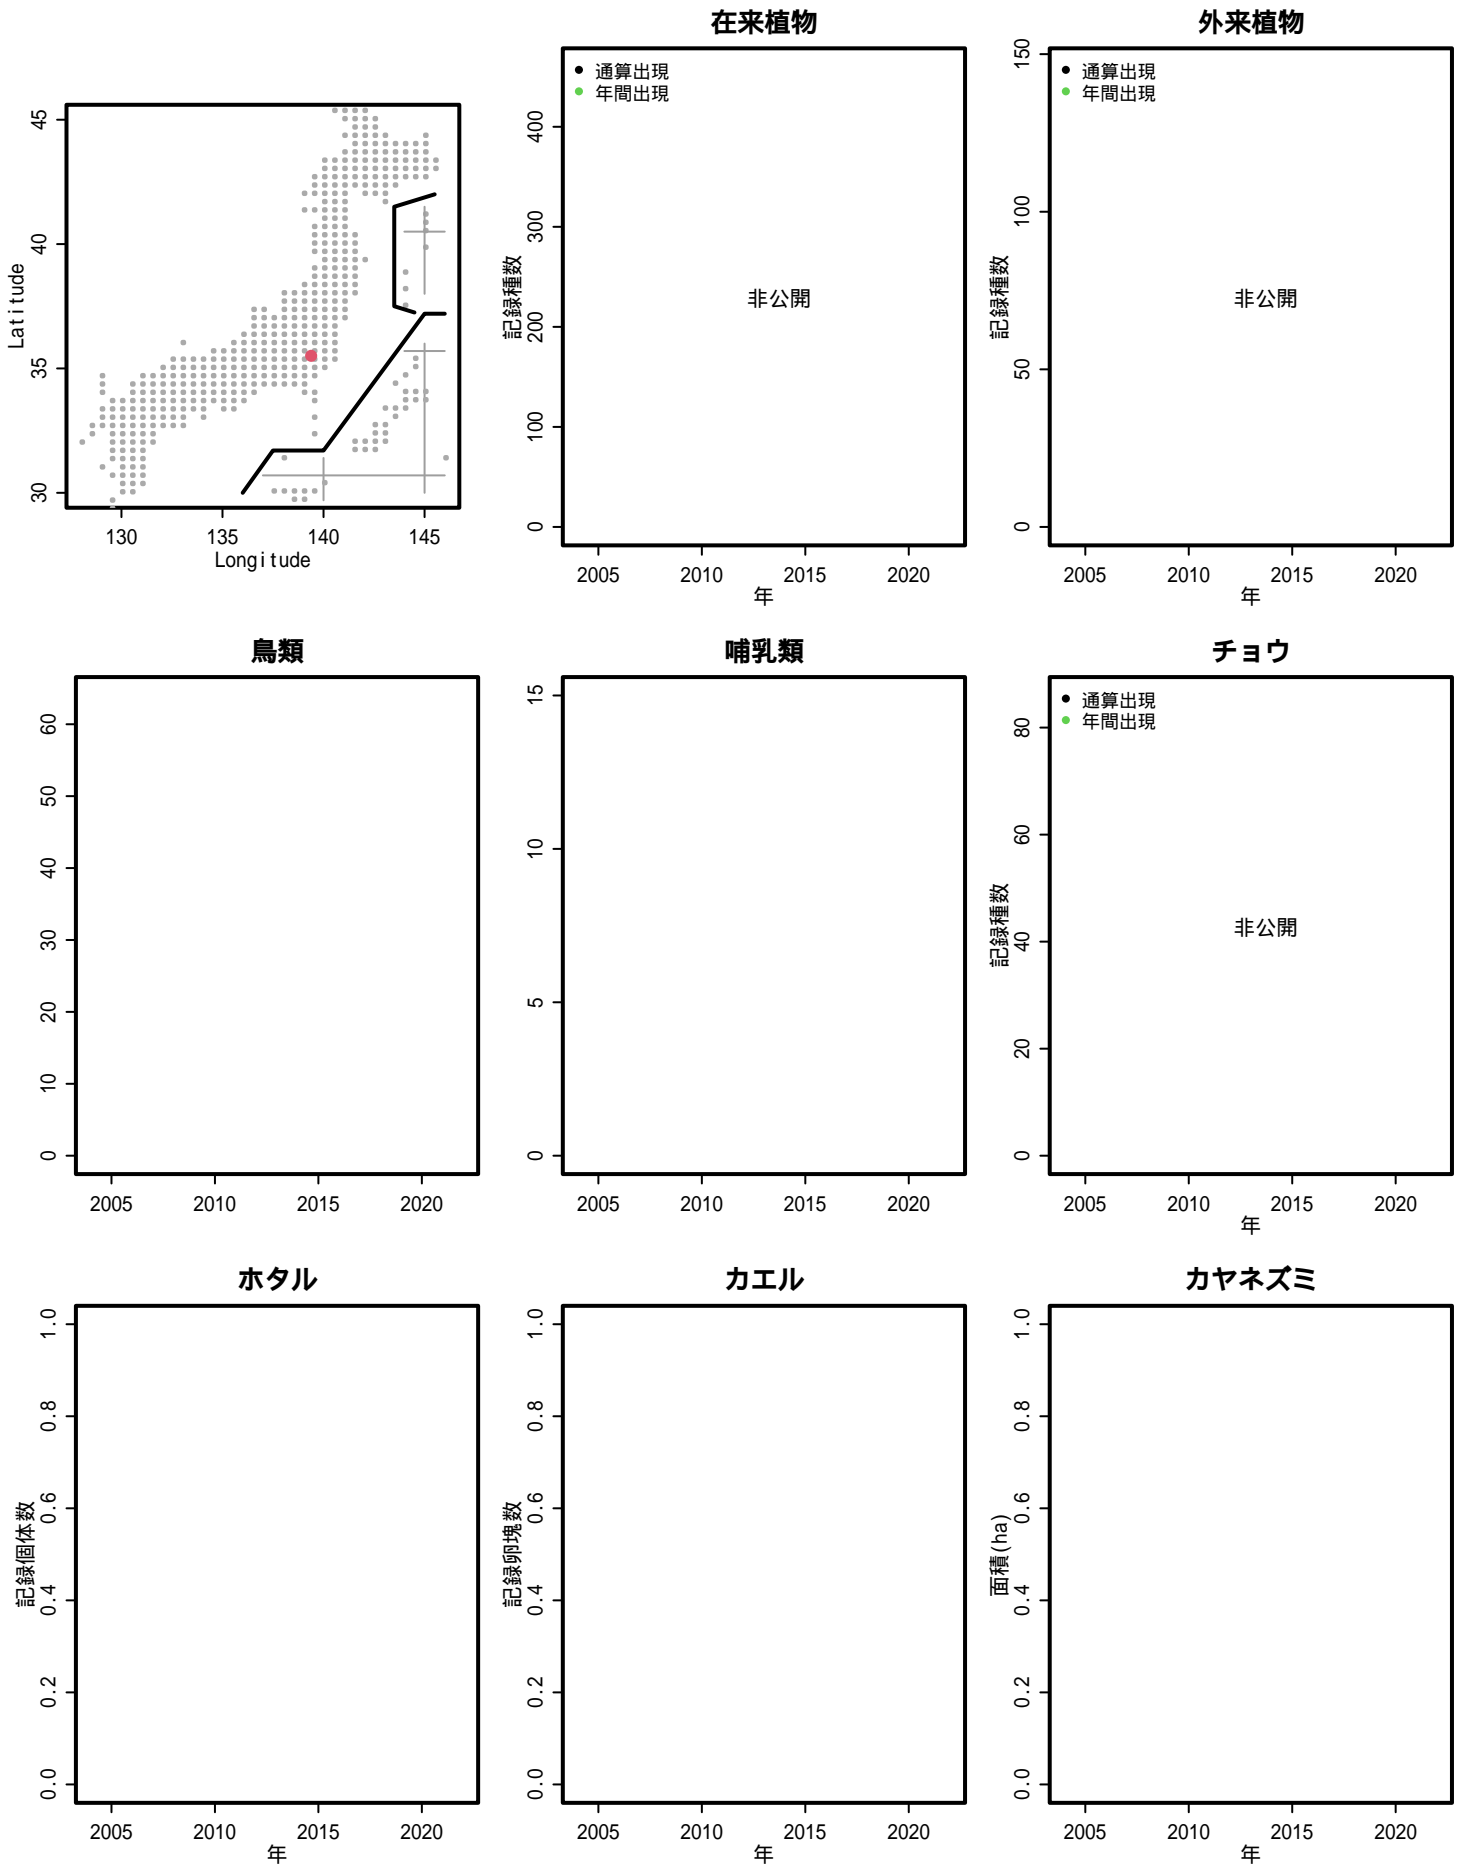 45
40
35
30
Latitude
130
135
140
145
Longitude
在来植物
通算出現
年間出現
400
300
200
100
0
記録種数
非公開
2005
2010
2015
2020
年
外来植物
通算出現
年間出現
150
100
50
0
記録種数
非公開
2005
2010
2015
2020
年
鳥類
60
50
40
30
20
10
0
2005
2010
2015
2020
哺乳類
15
10
5
0
2005
2010
2015
2020
チョウ
通算出現
年間出現
80
60
40
20
0
記録種数
非公開
2005
2010
2015
2020
年
ホタル
1.0
0.8
0.6
0.4
0.2
0.0
記録個体数
2005
2010
2015
2020
年
カエル
1.0
0.8
0.6
0.4
0.2
0.0
記録卵塊数
2005
2010
2015
2020
年
カヤネズミ
1.0
0.8
0.6
0.4
0.2
0.0
面積(ha)
2005
2010
2015
2020
年